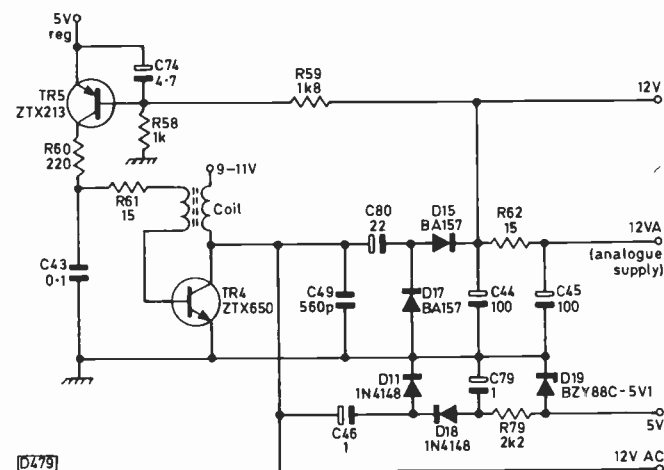 5V
reg
C74
4·7
TR5
ZTX213
R59
1k8
12V
R58
1k
R60
220
9–11V
R61
15
Coil
C80
22
D15
BA157
R62
15
12VA
(analogue
supply)
C43
0·1
TR4
ZTX650
C49
560p
D17
BA157
C44
100
C45
100
D11
1N4148
C79
1
D19
BZY88C-5V1
C46
1
D18
1N4148
R79
2k2
5V
12V AC
D479